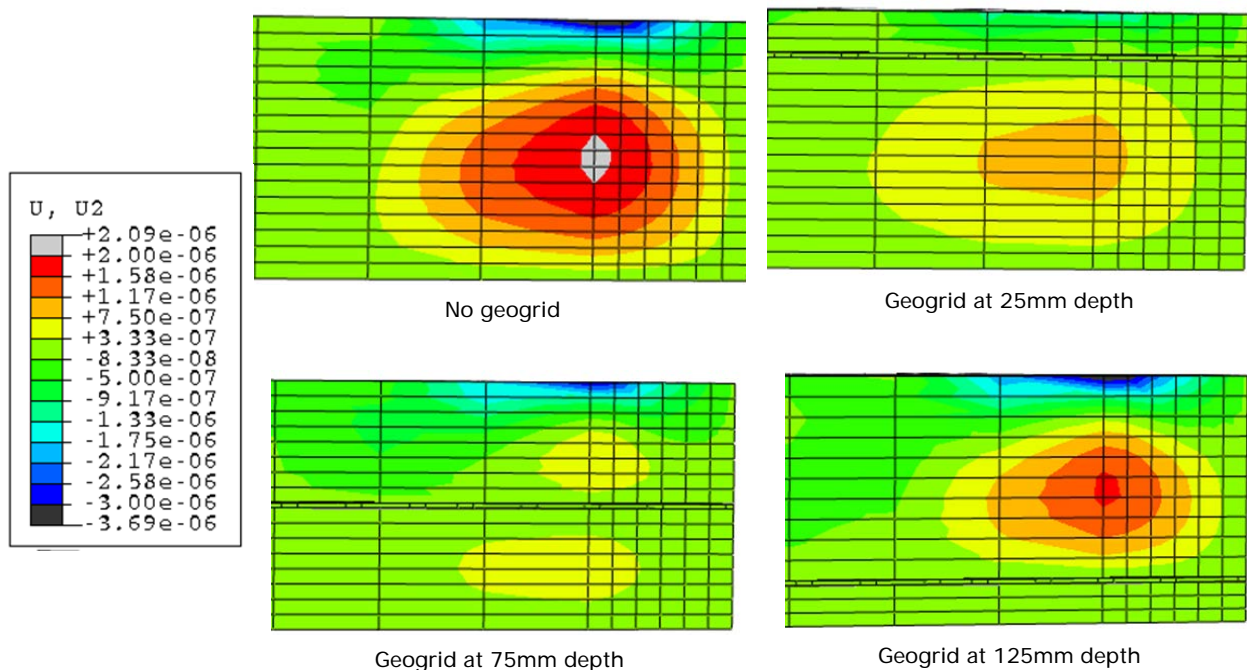 U, U2
+2.09e-06
+2.00e-06
+1.58e-06
+1.17e-06
+7.50e-07
+3.33e-07
-8.33e-08
-5.00e-07
-9.17e-07
-1.33e-06
-1.75e-06
-2.17e-06
-2.58e-06
-3.00e-06
-3.69e-06
No geogrid
Geogrid at 25mm depth
Geogrid at 75mm depth
Geogrid at 125mm depth